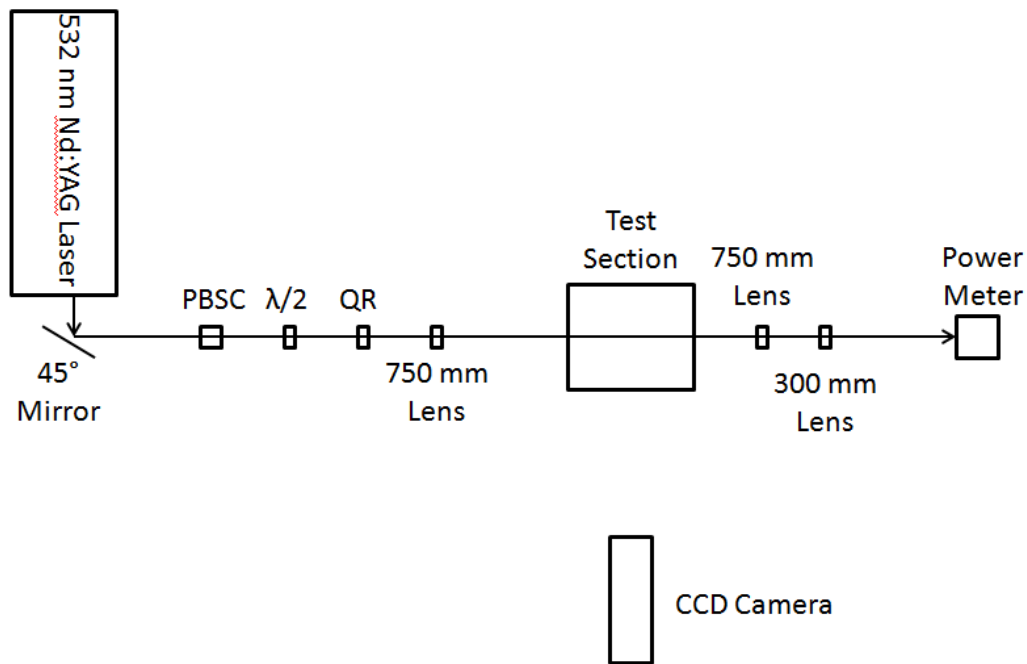 532 nm Nd:YAG Laser
45°
Mirror
PBSC
λ/2
QR
750 mm
Lens
Test
Section
750 mm
Lens
300 mm
Lens
Power
Meter
CCD Camera